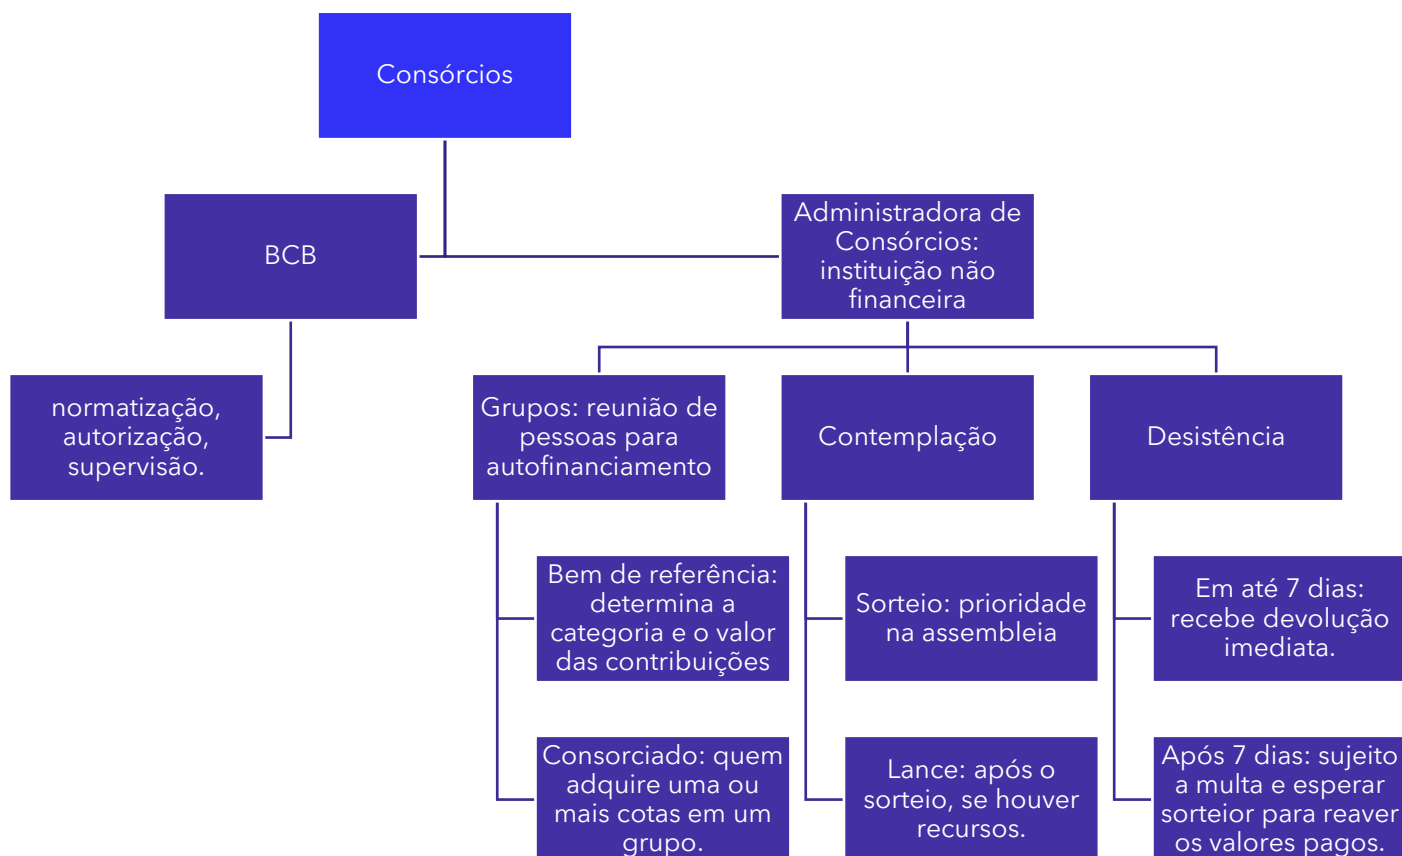 Consórcios
BCB
Administradora de
Consórcios:
instituição não
financeira
normatização,
autorização,
supervisão.
Grupos: reunião de
pessoas para
autofinanciamento
Contemplação
Desistência
Bem de referência:
determina a
categoria e o valor
das contribuições
Sorteio: prioridade
na assembleia
Em até 7 dias:
recebe devolução
imediata.
Consorciado: quem
adquire uma ou
mais cotas em um
grupo.
Lance: após o
sorteio, se houver
recursos.
Após 7 dias: sujeito
a multa e esperar
sorteior para reaver
os valores pagos.